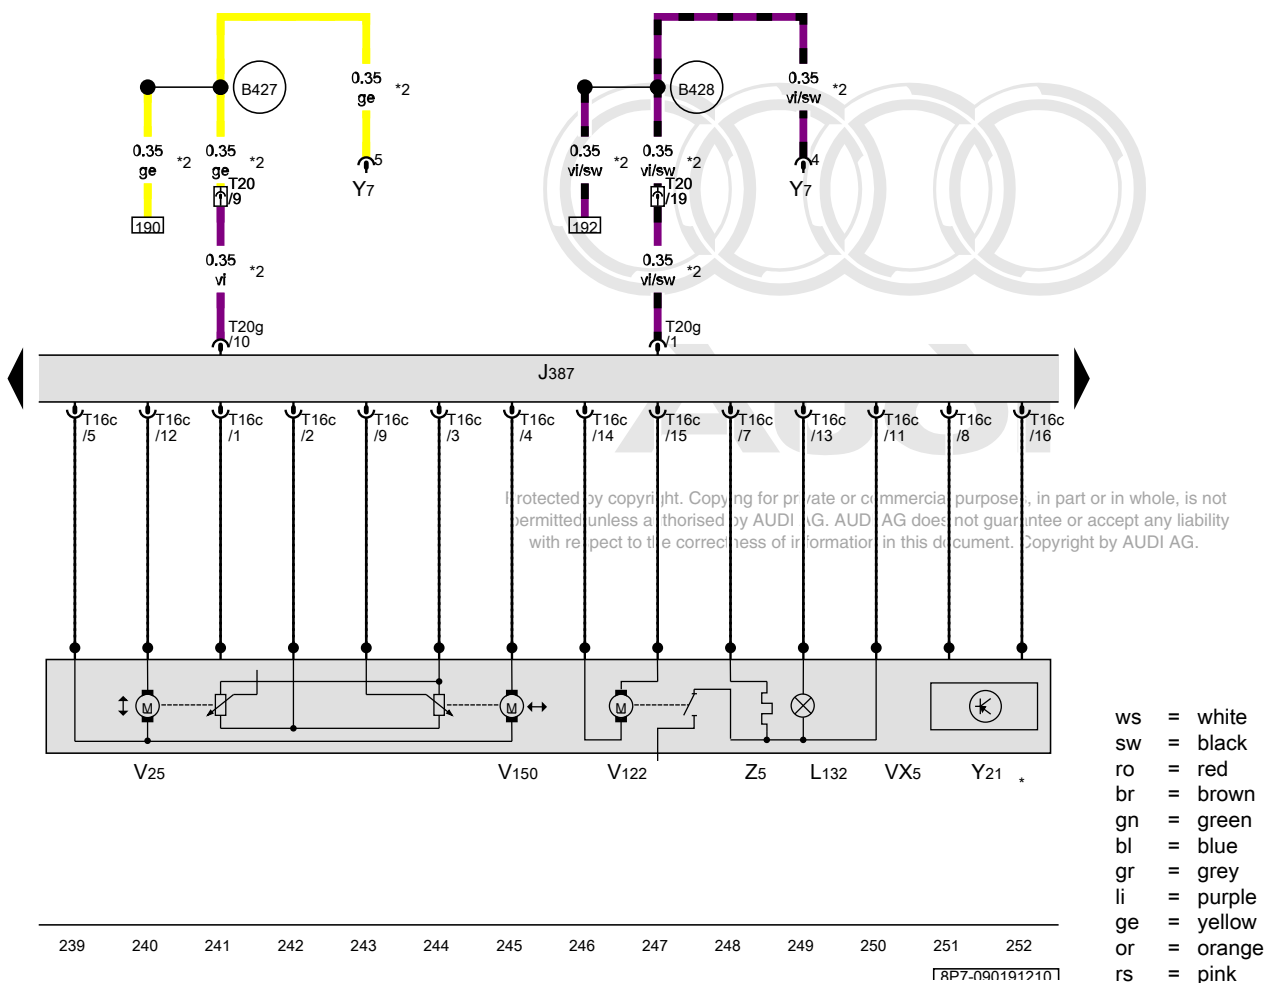 B427
B428
0.35
ge
*2
0.35
vi/sw
*2
0.35
ge
*2
0.35
ge
*2
5
Y7
0.35
vi/sw
*2
0.35
vi/sw
*2
4
Y7
T20
/9
T20
/19
190
192
0.35
vi
*2
0.35
vi/sw
*2
T20g
/10
T20g
/1
J387
AUDI
T16c
/5
T16c
/12
T16c
/1
T16c
/2
T16c
/9
T16c
/3
T16c
/4
T16c
/14
T16c
/15
T16c
/7
T16c
/13
T16c
/11
T16c
/8
T16c
/16
Protected by copyright. Copying for private or commercial purposes, in part or in whole, is not
permitted unless authorised by AUDI AG. AUDI AG does not guarantee or accept any liability
with respect to the correctness of information in this document. Copyright by AUDI AG.
M
M
M
V25
V150
V122
Z5
L132
VX5
Y21
*
ws = white
sw = black
ro = red
br = brown
gn = green
bl = blue
gr = grey
li = purple
ge = yellow
or = orange
rs = pink
239 240 241 242 243 244 245 246 247 248 249 250 251 252
8P7-090191210